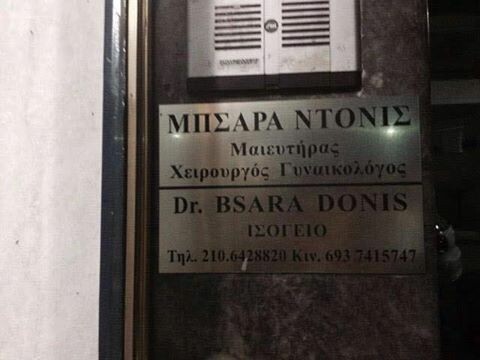 ΜΠΣΑΡΑ ΝΤΟΝΙΣ
Μαιευτήρας
Χειρουργός Γυναικολόγος
Dr. BSARA DONIS
ΙΣΟΓΕΙΟ
Τηλ. 210.6428820 Κιν. 693 7415747